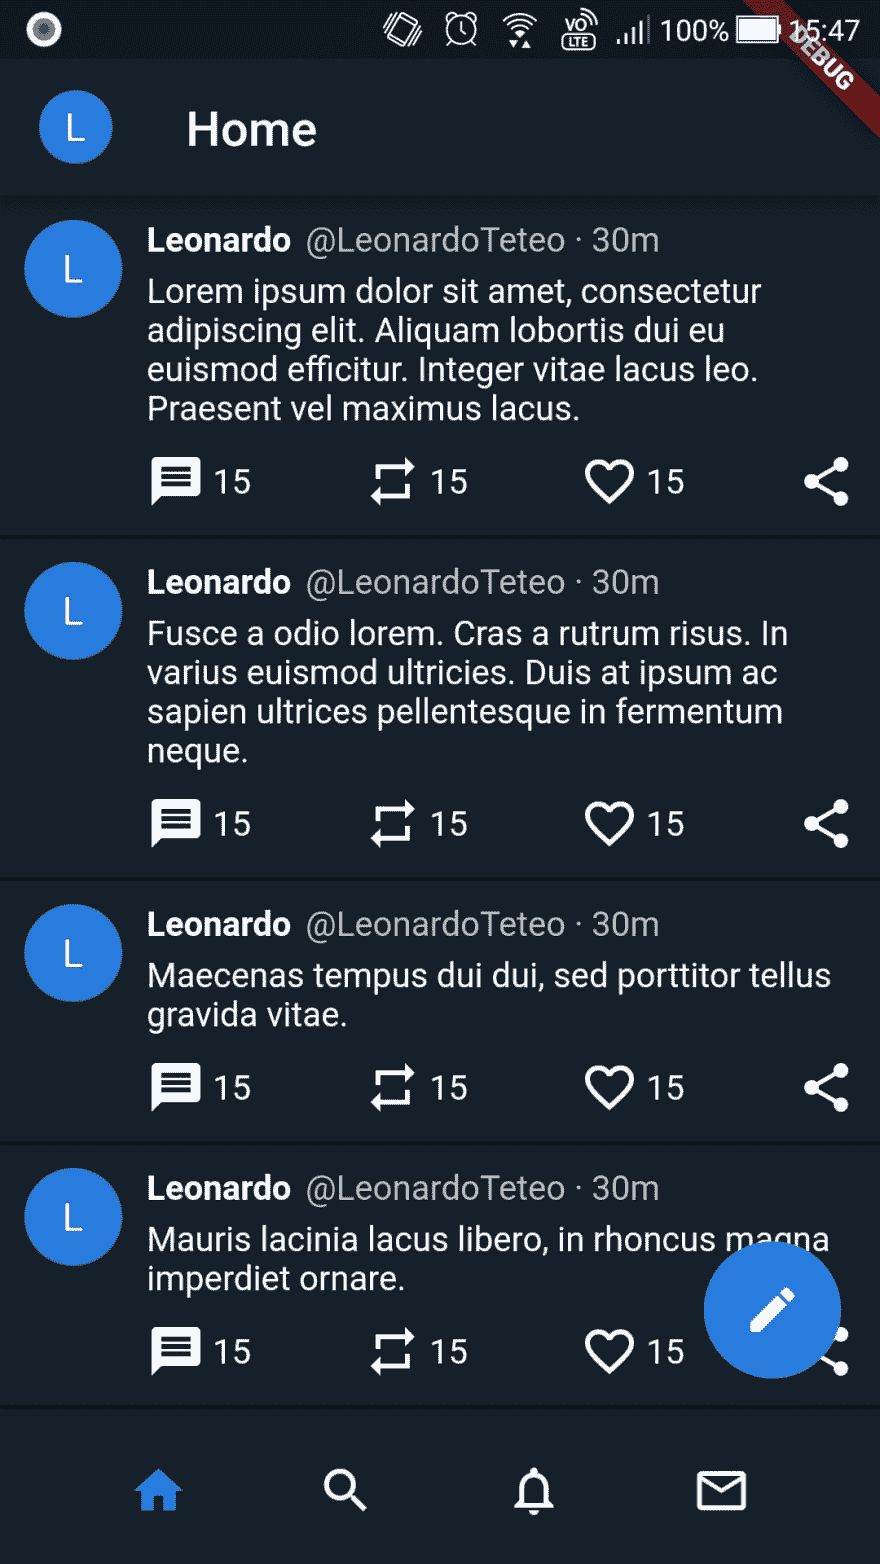 VO LTE 100% 15:47
DEBUG
L Home
L Leonardo @LeonardoTeteo · 30m
Lorem ipsum dolor sit amet, consectetur
adipiscing elit. Aliquam lobortis dui eu
euismod efficitur. Integer vitae lacus leo.
Praesent vel maximus lacus.
15 15 15
L Leonardo @LeonardoTeteo · 30m
Fusce a odio lorem. Cras a rutrum risus. In
varius euismod ultricies. Duis at ipsum ac
sapien ultrices pellentesque in fermentum
neque.
15 15 15
L Leonardo @LeonardoTeteo · 30m
Maecenas tempus dui dui, sed porttitor tellus
gravida vitae.
15 15 15
L Leonardo @LeonardoTeteo · 30m
Mauris lacinia lacus libero, in rhoncus magna
imperdiet ornare.
15 15 15